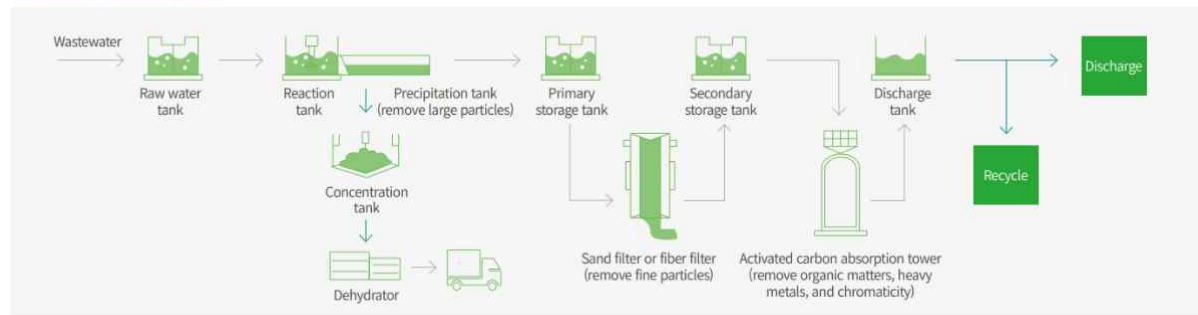 Wastewater
Raw water
tank
Reaction
tank
Precipitation tank
(remove large particles)
Primary
storage tank
Secondary
storage tank
Discharge
tank
Discharge
Recycle
Concentration
tank
Dehydrator
Sand filter or fiber filter
(remove fine particles)
Activated carbon absorption tower
(remove organic matters, heavy
metals, and chromaticity)